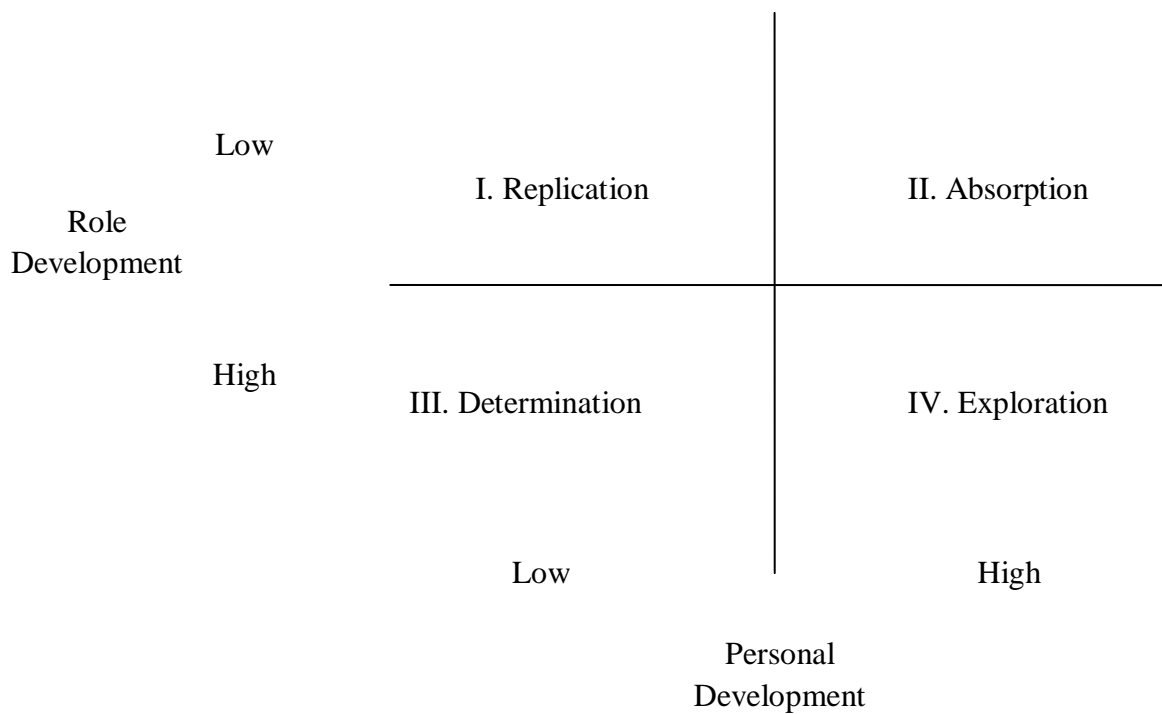 Low
I. Replication
II. Absorption
Role
Development
High
III. Determination
IV. Exploration
Low
High
Personal
Development